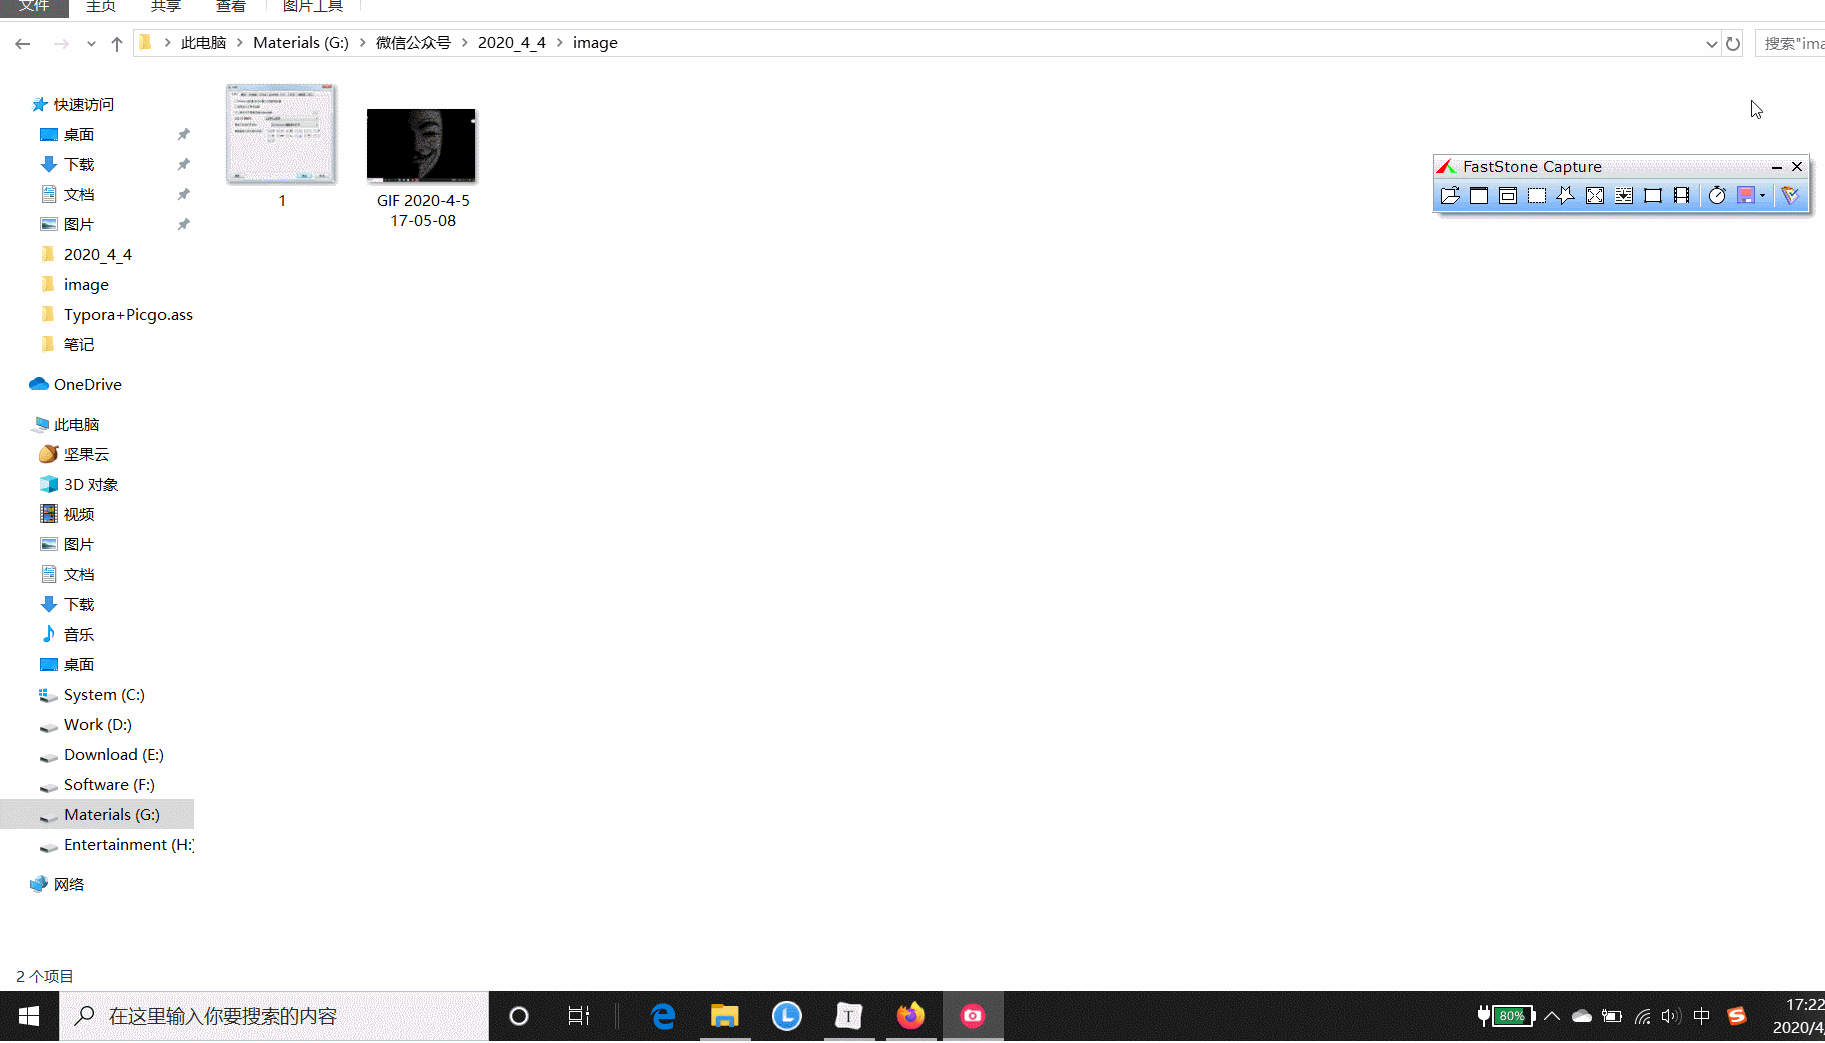 文件 主页 共享 查看 图片工具
此电脑 Materials (G:) 微信公众号 2020_4_4 image
搜索"ima
快速访问
桌面
下载
文档
图片
2020_4_4
image
Typora+Picgo.ass
笔记
OneDrive
此电脑
坚果云
3D 对象
视频
图片
文档
下载
音乐
桌面
System (C:)
Work (D:)
Download (E:)
Software (F:)
Materials (G:)
Entertainment (H:)
网络
1
GIF 2020-4-5
17-05-08
FastStone Capture
2 个项目
在这里输入你要搜索的内容
T
80%
中
17:22
2020/4/